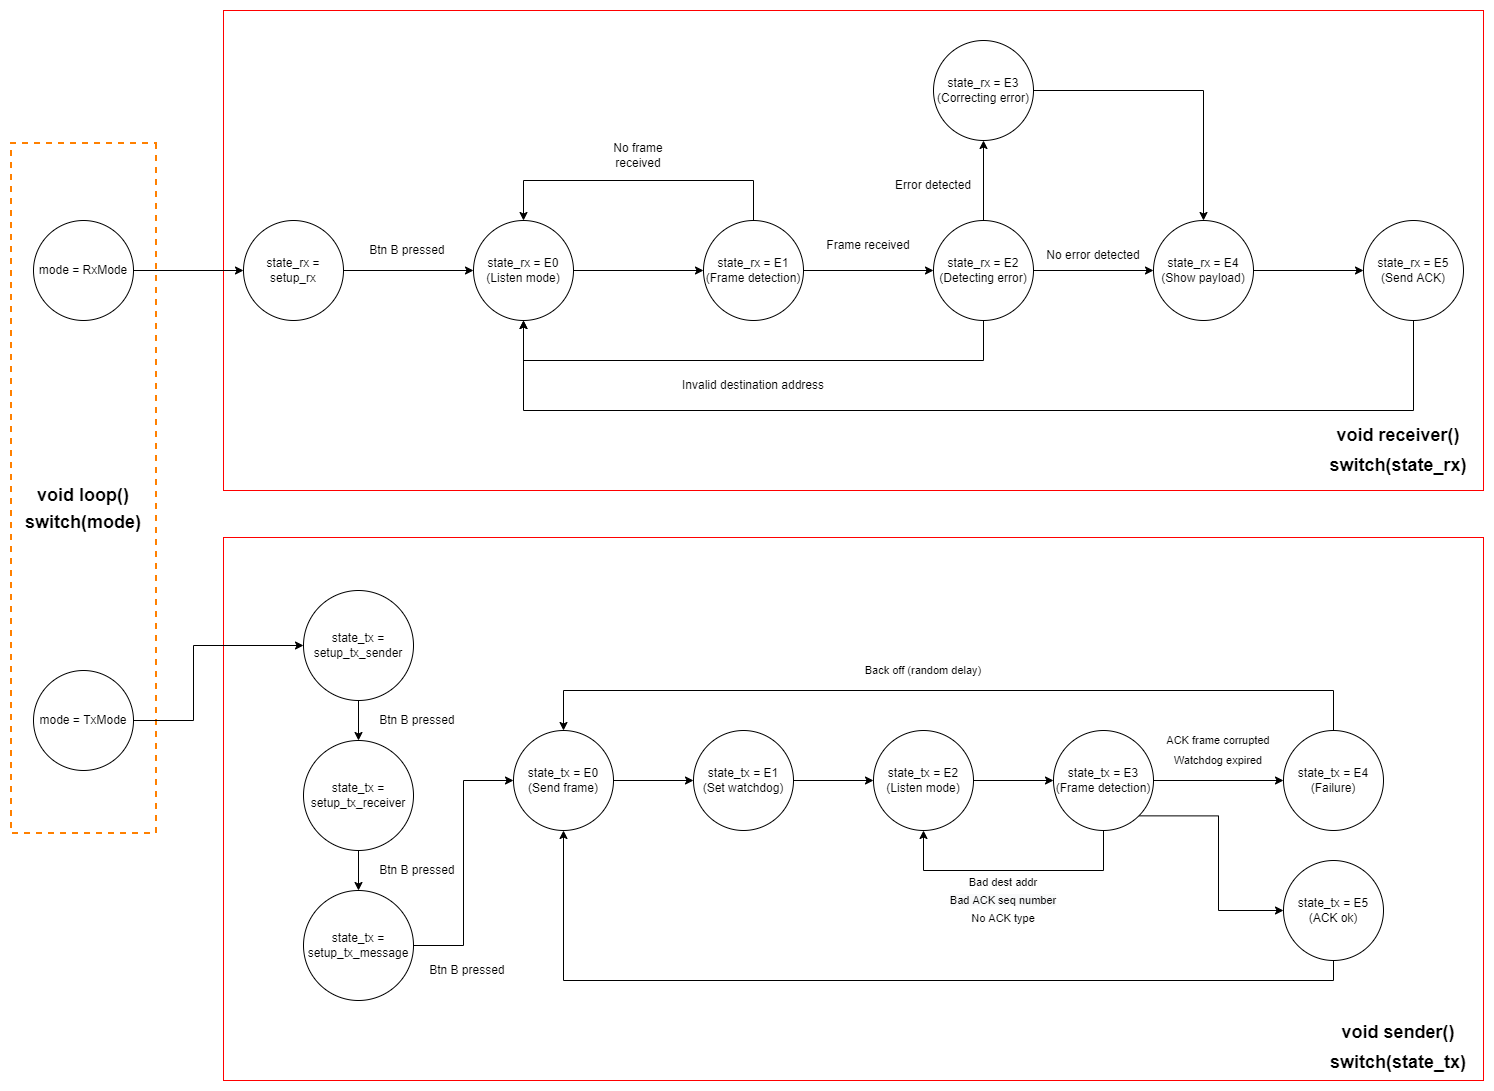 state_rx = E3
(Correcting error)
No frame
received
Error detected
mode = RxMode
state_rx =
setup_rx
Btn B pressed
state_rx = E0
(Listen mode)
state_rx = E1
(Frame detection)
Frame received
state_rx = E2
(Detecting error)
No error detected
state_rx = E4
(Show payload)
state_rx = E5
(Send ACK)
Invalid destination address
void receiver()
switch(state_rx)
void loop()
switch(mode)
state_tx =
setup_tx_sender
mode = TxMode
Btn B pressed
state_tx =
setup_tx_receiver
Btn B pressed
state_tx =
setup_tx_message
Btn B pressed
Back off (random delay)
state_tx = E0
(Send frame)
state_tx = E1
(Set watchdog)
state_tx = E2
(Listen mode)
state_tx = E3
(Frame detection)
ACK frame corrupted
Watchdog expired
state_tx = E4
(Failure)
Bad dest addr
Bad ACK seq number
No ACK type
state_tx = E5
(ACK ok)
void sender()
switch(state_tx)